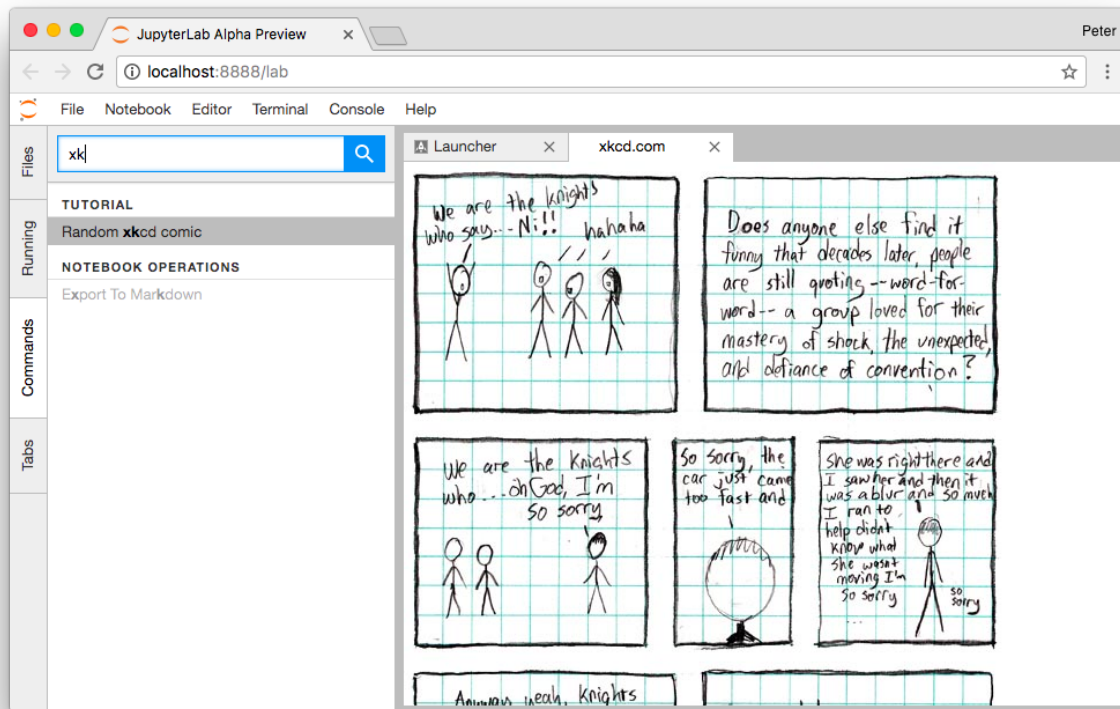 JupyterLab Alpha Preview
Peter
localhost:8888/lab
File Notebook Editor Terminal Console Help
Files
Running
Commands
Tabs
xk
TUTORIAL
Random xkcd comic
NOTEBOOK OPERATIONS
Export To Markdown
Launcher
xkcd.com
We are the Knights
who say... Ni!!
hahaha
Does anyone else find it
funny that decades later, people
are still quoting --word-for-
word-- a group loved for their
mastery of shock, the unexpected,
and defiance of convention?
We are the Knights
who....oh God, I'm
so sorry
So sorry, the
car just came
too fast and
She was right there and
I saw her and then it
was a blur and so much
I ran to
help didnt
know what
she wasnt
moving I'm
so sorry
...
so
sorry
Anyway yeah, Knights